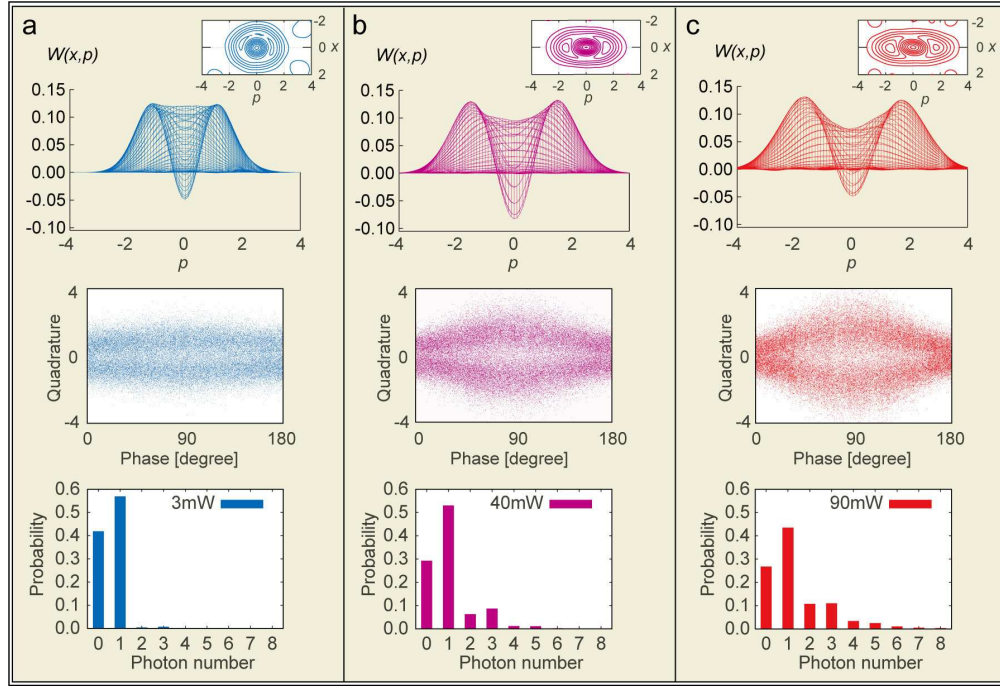 a
W(x,p)
-2
0 x
2
-4 -2 0 2 4
p
0.15
0.10
0.05
0.00
-0.05
-0.10
-4 -2 0 2 4
p
4
0
-4
Quadrature
0 90 180
Phase [degree]
0.6
0.5
0.4
0.3
0.2
0.1
0.0
Probability
3mW
0 1 2 3 4 5 6 7 8
Photon number
b
W(x,p)
-2
0 x
2
-4 -2 0 2 4
p
0.15
0.10
0.05
0.00
-0.05
-0.10
-4 -2 0 2 4
p
4
0
-4
Quadrature
0 90 180
Phase [degree]
0.6
0.5
0.4
0.3
0.2
0.1
0.0
Probability
40mW
0 1 2 3 4 5 6 7 8
Photon number
c
W(x,p)
-2
0 x
2
-4 -2 0 2 4
p
0.15
0.10
0.05
0.00
-0.05
-0.10
-4 -2 0 2 4
p
4
0
-4
Quadrature
0 90 180
Phase [degree]
0.6
0.5
0.4
0.3
0.2
0.1
0.0
Probability
90mW
0 1 2 3 4 5 6 7 8
Photon number